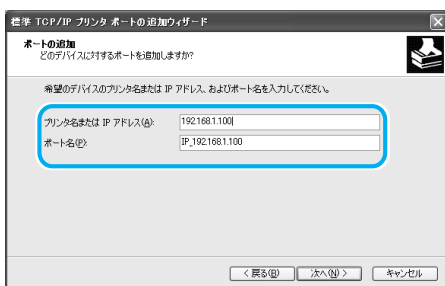 標準 TCP/IP プリンタ ポートの追加ウィザード
ポートの追加
どのデバイスに対するポートを追加しますか?
希望のデバイスのプリンタ名または IP アドレス、およびポート名を入力してください。
プリンタ名または IP アドレス(A):
192.168.1.100
ポート名(P):
IP_192.168.1.100
< 戻る(B)
次へ(N) >
キャンセル